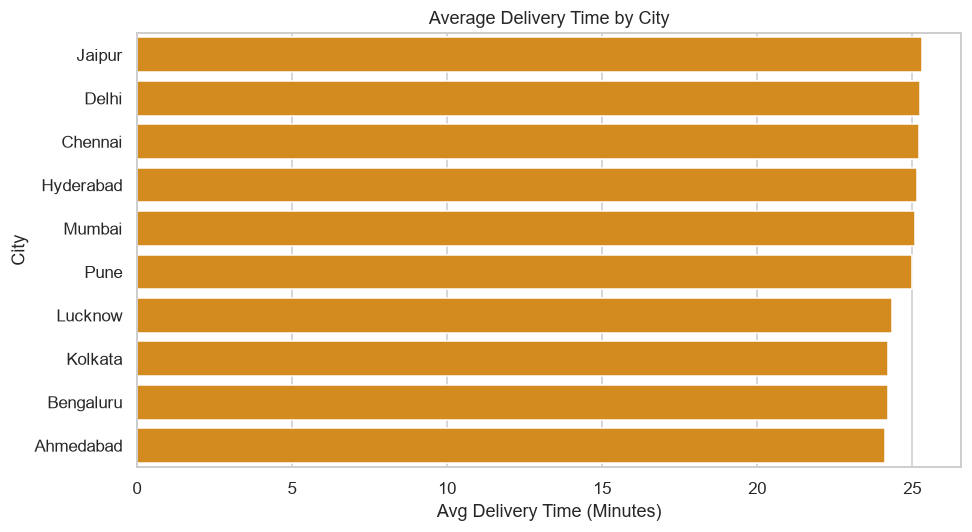 Average Delivery Time by City
Jaipur
Delhi
Chennai
Hyderabad
Mumbai
Pune
Lucknow
Kolkata
Bengaluru
Ahmedabad
City
0 5 10 15 20 25
Avg Delivery Time (Minutes)